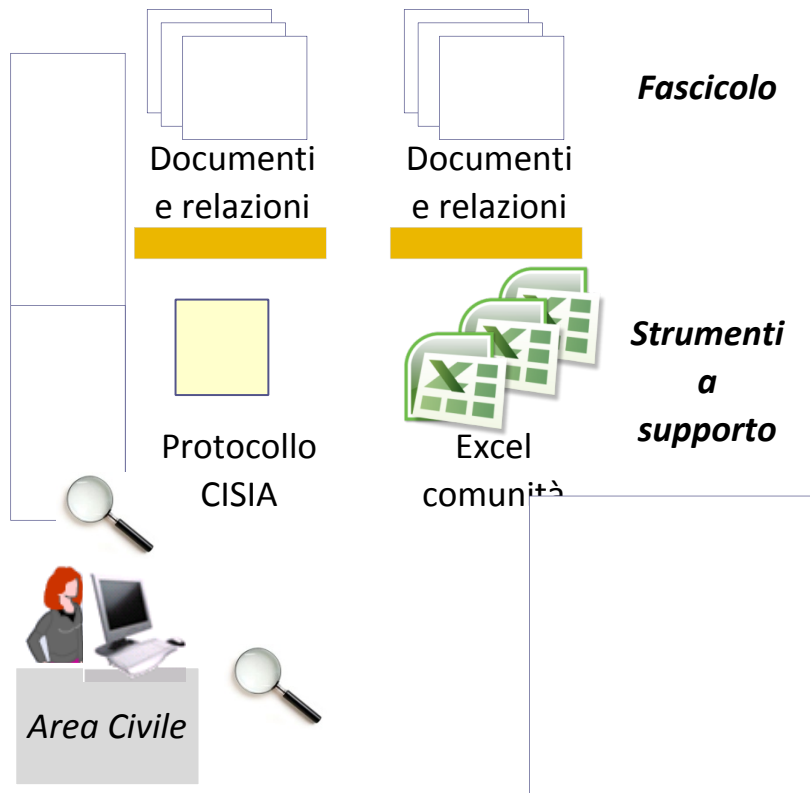 Fascicolo
Documenti
e relazioni
Documenti
e relazioni
Strumenti
a
supporto
Protocollo
CISIA
Excel
comunità
Area Civile